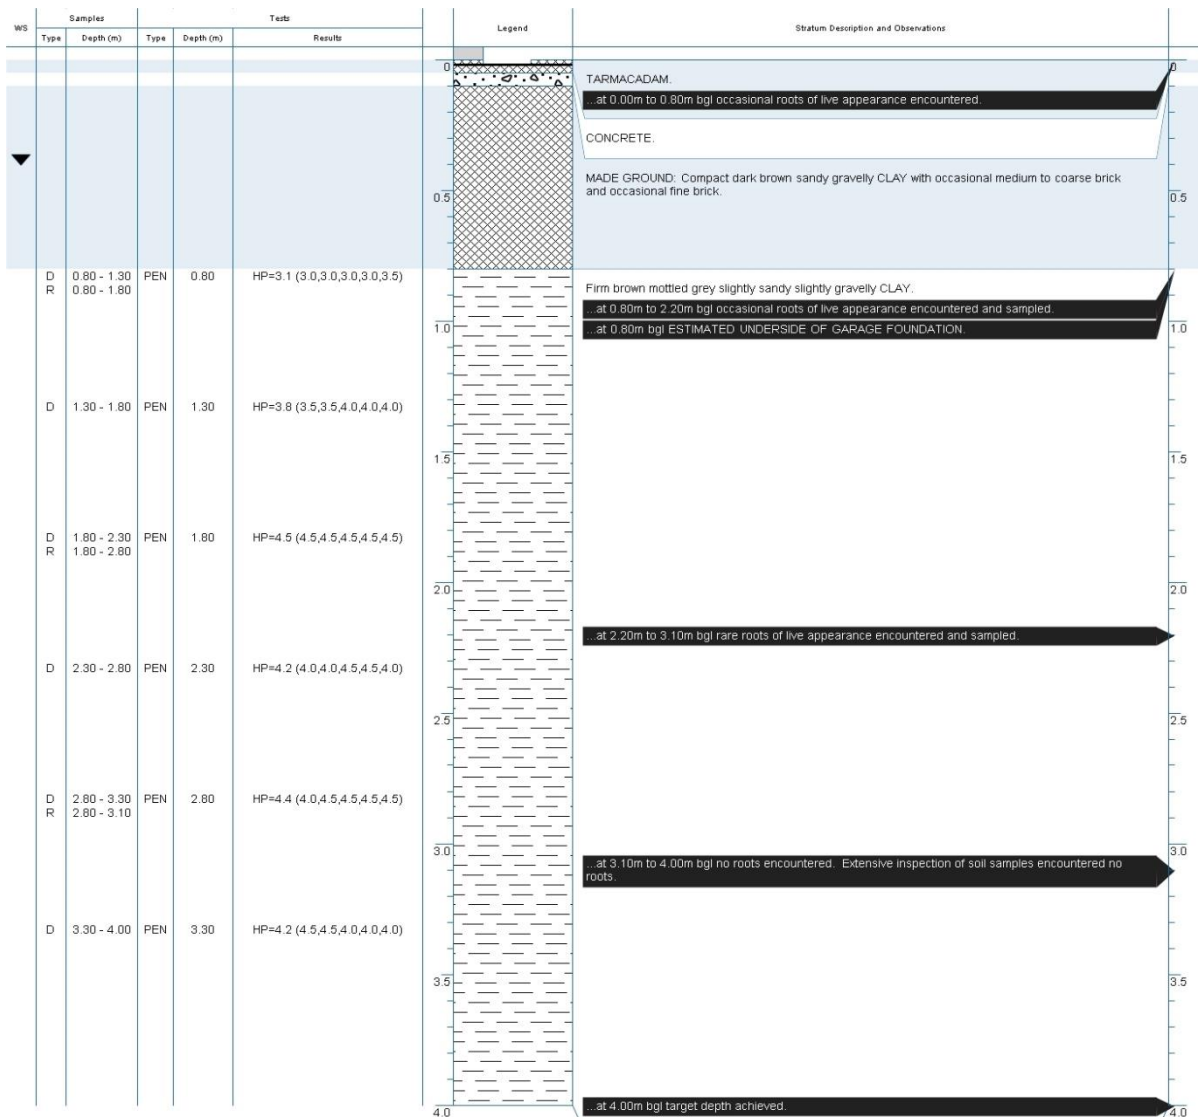 WS Samples Tests Legend Stratum Description and Observations
Type Depth (m) Type Depth (m) Results
0 0
TARMACADAM.
...at 0.00m to 0.80m bgl occasional roots of live appearance encountered.
CONCRETE.
MADE GROUND: Compact dark brown sandy gravelly CLAY with occasional medium to coarse brick
and occasional fine brick.
0.5 0.5
D 0.80 - 1.30 PEN 0.80 HP=3.1 (3.0,3.0,3.0,3.0,3.5)
R 0.80 - 1.80
Firm brown mottled grey slightly sandy slightly gravelly CLAY.
...at 0.80m to 2.20m bgl occasional roots of live appearance encountered and sampled.
1.0 ...at 0.80m bgl ESTIMATED UNDERSIDE OF GARAGE FOUNDATION. 1.0
D 1.30 - 1.80 PEN 1.30 HP=3.8 (3.5,3.5,4.0,4.0,4.0)
1.5 1.5
D 1.80 - 2.30 PEN 1.80 HP=4.5 (4.5,4.5,4.5,4.5,4.5)
R 1.80 - 2.80
2.0 2.0
...at 2.20m to 3.10m bgl rare roots of live appearance encountered and sampled.
D 2.30 - 2.80 PEN 2.30 HP=4.2 (4.0,4.0,4.5,4.5,4.0)
2.5 2.5
D 2.80 - 3.30 PEN 2.80 HP=4.4 (4.0,4.5,4.5,4.5,4.5)
R 2.80 - 3.10
3.0 3.0
...at 3.10m to 4.00m bgl no roots encountered. Extensive inspection of soil samples encountered no
roots.
D 3.30 - 4.00 PEN 3.30 HP=4.2 (4.5,4.5,4.0,4.0,4.0)
3.5 3.5
4.0 ...at 4.00m bgl target depth achieved. 4.0